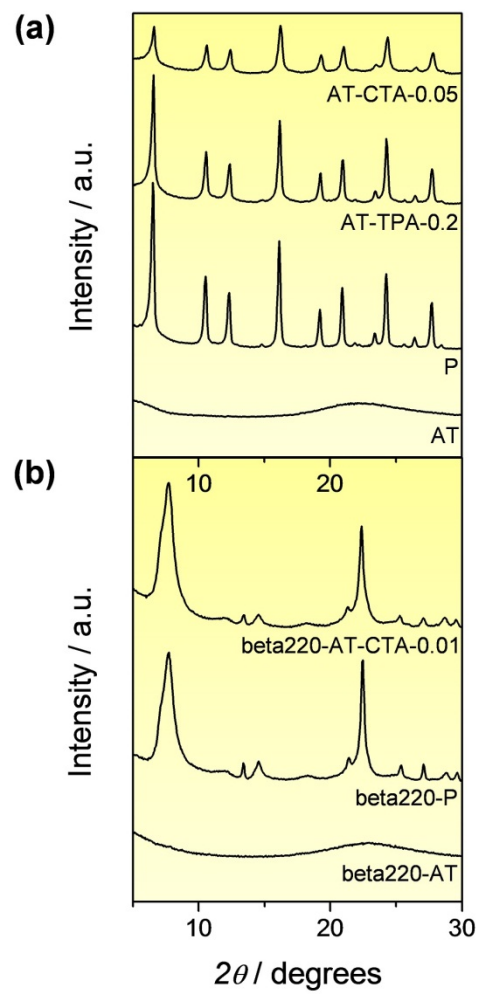 (a)
Intensity / a.u.
AT-CTA-0.05
AT-TPA-0.2
P
AT
10 20
(b)
Intensity / a.u.
beta220-AT-CTA-0.01
beta220-P
beta220-AT
10 20 30
2θ / degrees